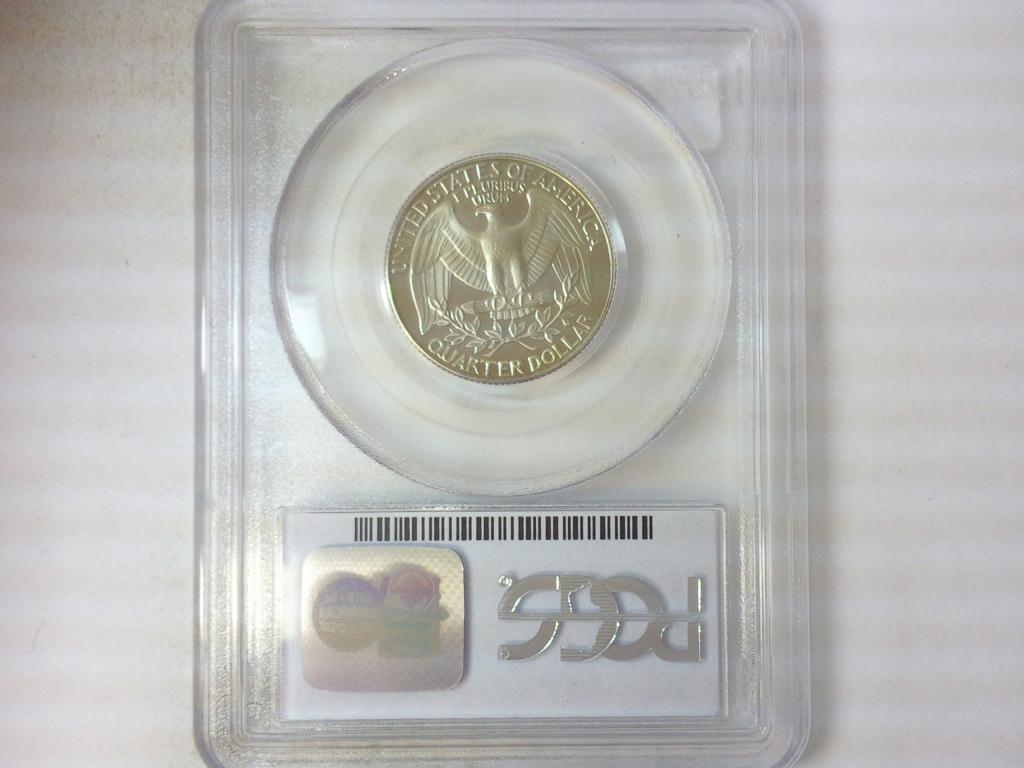 UNITED STATES OF AMERICA
E PLURIBUS
UNUM
QUARTER DOLLAR
PCGS